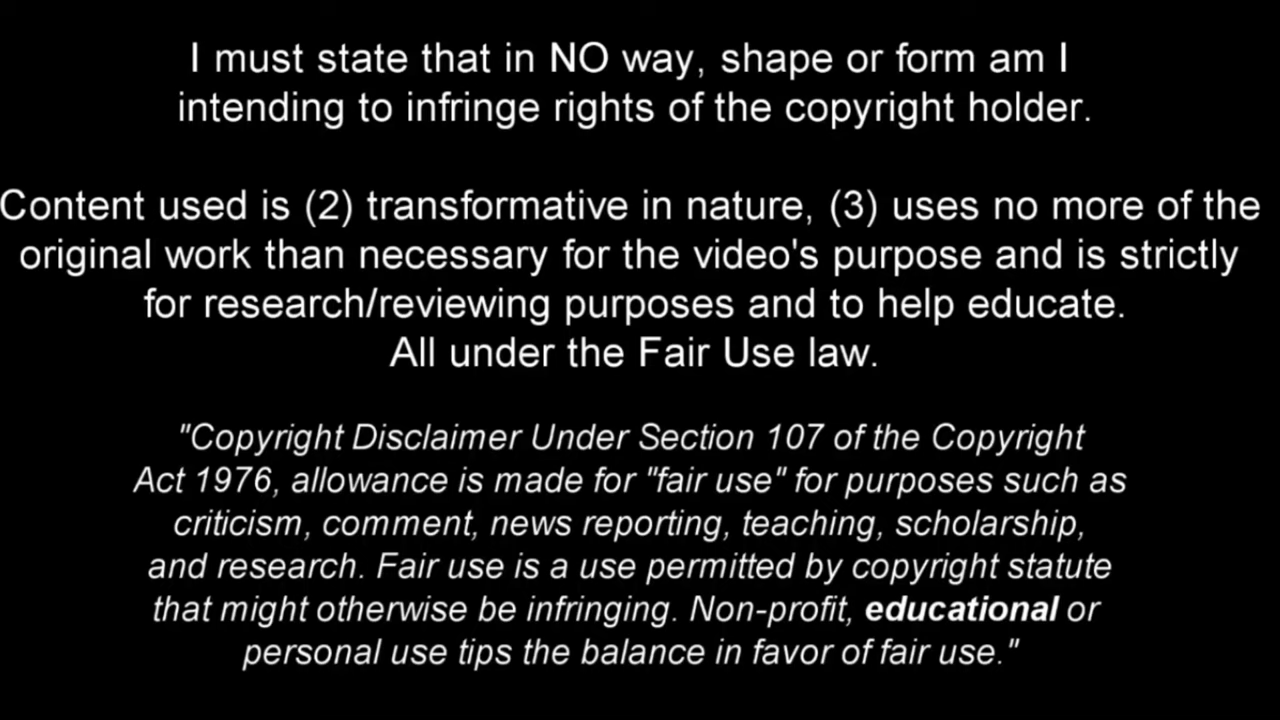 I must state that in NO way, shape or form am I
intending to infringe rights of the copyright holder.
Content used is (2) transformative in nature, (3) uses no more of the
original work than necessary for the video's purpose and is strictly
for research/reviewing purposes and to help educate.
All under the Fair Use law.
"Copyright Disclaimer Under Section 107 of the Copyright
Act 1976, allowance is made for "fair use" for purposes such as
criticism, comment, news reporting, teaching, scholarship,
and research. Fair use is a use permitted by copyright statute
that might otherwise be infringing. Non-profit, educational or
personal use tips the balance in favor of fair use."